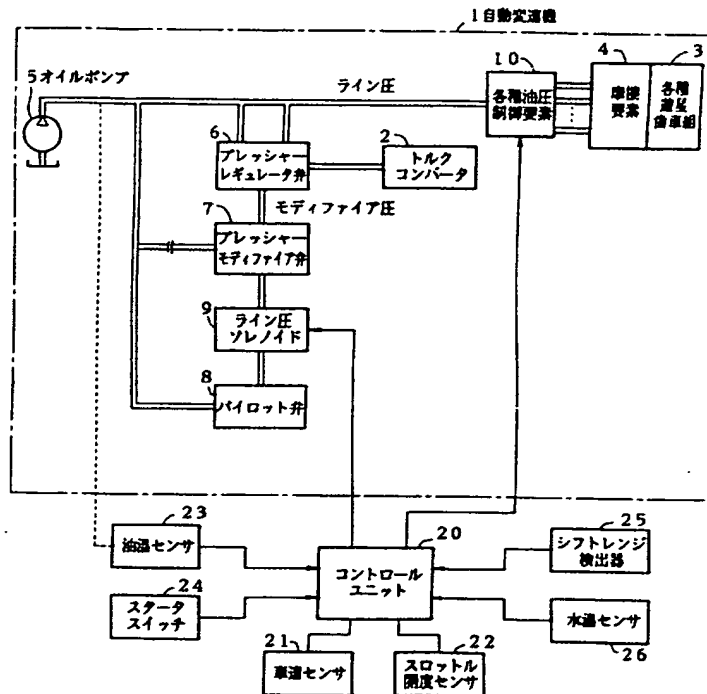 1自動変速機
5オイルポンプ
ライン圧
10
各種油圧
制御要素
4
摩擦
要素
3
各種
遊星
歯車組
6
プレッシャー
レギュレータ弁
2
トルク
コンバータ
モディファイア圧
7
プレッシャー
モディファイア弁
9
ライン圧
ソレノイド
8
パイロット弁
23
油温センサ
24
スタータ
スイッチ
20
コントロール
ユニット
25
シフトレンジ
検出器
水温センサ
26
21
車速センサ
22
スロットル
開度センサ